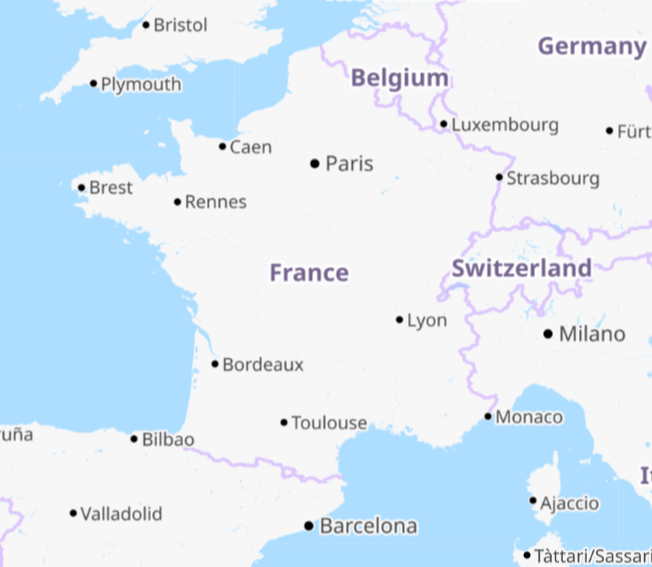 Bristol
Germany
Belgium
Plymouth
Luxembourg
Fürt
Caen
Paris
Strasbourg
Brest
Rennes
France
Switzerland
Lyon
Milano
Bordeaux
Monaco
Toulouse
ruña
Bilbao
It
Ajaccio
Valladolid
Barcelona
Tàttari/Sassari